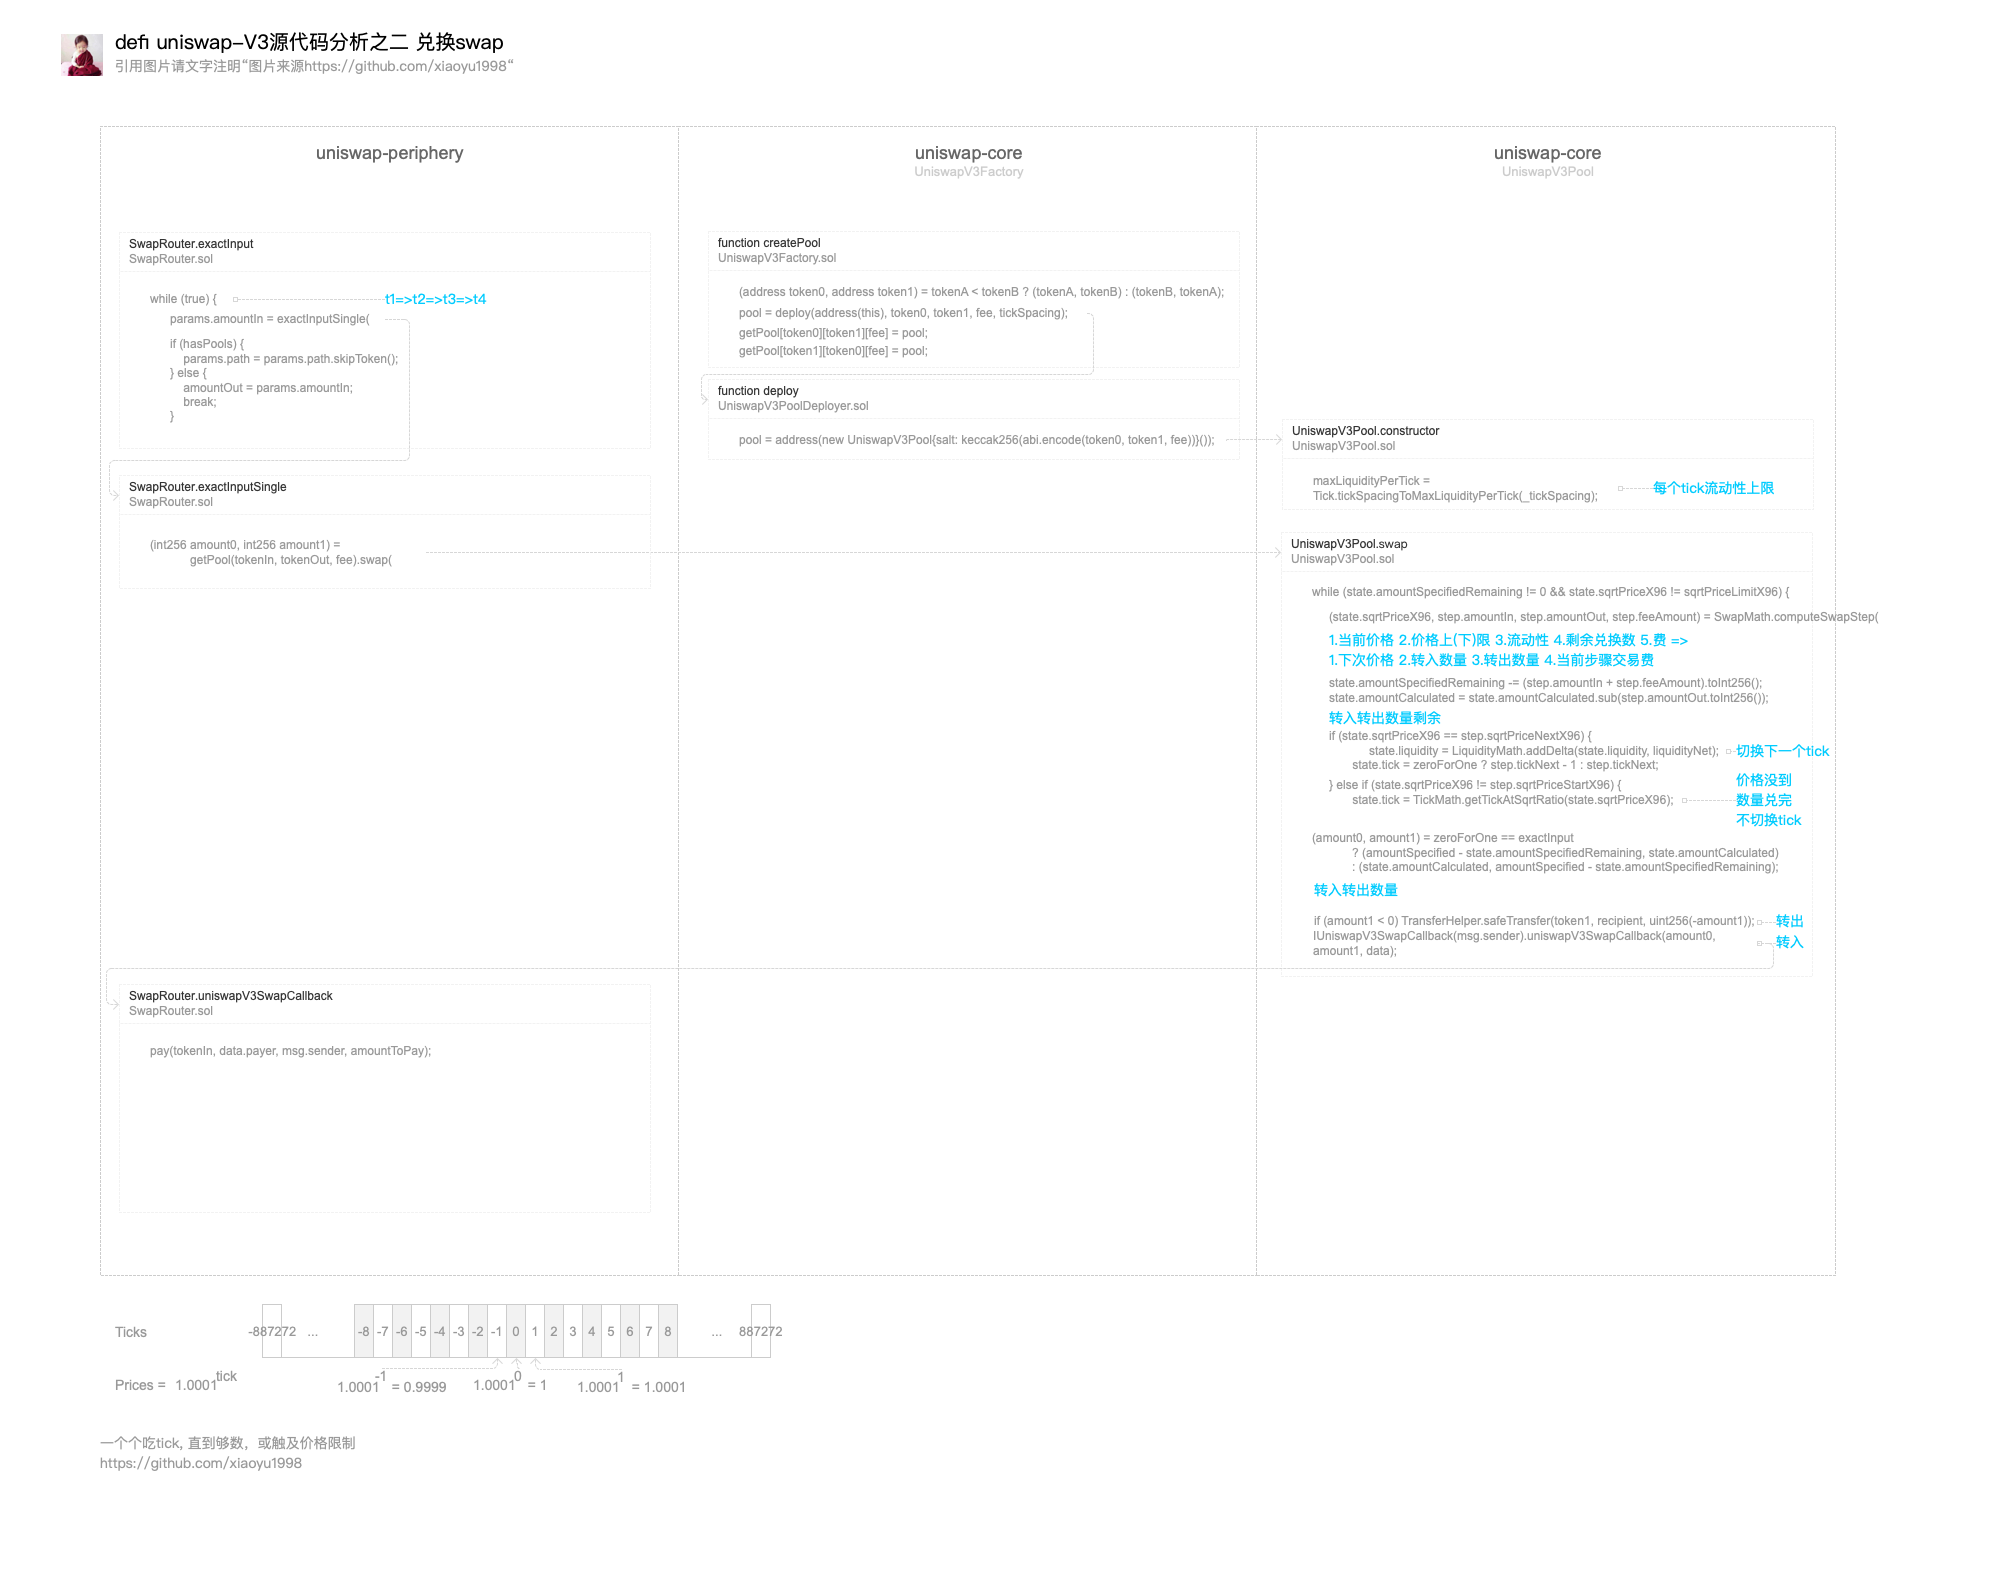 defi uniswap-V3源代码分析之二 兑换swap
引用图片请文字注明“图片来源https://github.com/xiaoyu1998“
uniswap-periphery
SwapRouter.exactInput
SwapRouter.sol
while (true) {
t1=>t2=>t3=>t4
params.amountIn = exactInputSingle(
if (hasPools) {
params.path = params.path.skipToken();
} else {
amountOut = params.amountIn;
break;
}
SwapRouter.exactInputSingle
SwapRouter.sol
(int256 amount0, int256 amount1) =
getPool(tokenIn, tokenOut, fee).swap(
SwapRouter.uniswapV3SwapCallback
SwapRouter.sol
pay(tokenIn, data.payer, msg.sender, amountToPay);
uniswap-core
UniswapV3Factory
function createPool
UniswapV3Factory.sol
(address token0, address token1) = tokenA < tokenB ? (tokenA, tokenB) : (tokenB, tokenA);
pool = deploy(address(this), token0, token1, fee, tickSpacing);
getPool[token0][token1][fee] = pool;
getPool[token1][token0][fee] = pool;
function deploy
UniswapV3PoolDeployer.sol
pool = address(new UniswapV3Pool{salt: keccak256(abi.encode(token0, token1, fee))}());
uniswap-core
UniswapV3Pool
UniswapV3Pool.constructor
UniswapV3Pool.sol
maxLiquidityPerTick =
Tick.tickSpacingToMaxLiquidityPerTick(_tickSpacing);
每个tick流动性上限
UniswapV3Pool.swap
UniswapV3Pool.sol
while (state.amountSpecifiedRemaining != 0 && state.sqrtPriceX96 != sqrtPriceLimitX96) {
(state.sqrtPriceX96, step.amountIn, step.amountOut, step.feeAmount) = SwapMath.computeSwapStep(
1.当前价格 2.价格上(下)限 3.流动性 4.剩余兑换数 5.费 =>
1.下次价格 2.转入数量 3.转出数量 4.当前步骤交易费
state.amountSpecifiedRemaining -= (step.amountIn + step.feeAmount).toInt256();
state.amountCalculated = state.amountCalculated.sub(step.amountOut.toInt256());
转入转出数量剩余
if (state.sqrtPriceX96 == step.sqrtPriceNextX96) {
state.liquidity = LiquidityMath.addDelta(state.liquidity, liquidityNet);
切换下一个tick
state.tick = zeroForOne ? step.tickNext - 1 : step.tickNext;
} else if (state.sqrtPriceX96 != step.sqrtPriceStartX96) {
state.tick = TickMath.getTickAtSqrtRatio(state.sqrtPriceX96);
价格没到
数量兑完
不切换tick
(amount0, amount1) = zeroForOne == exactInput
? (amountSpecified - state.amountSpecifiedRemaining, state.amountCalculated)
: (state.amountCalculated, amountSpecified - state.amountSpecifiedRemaining);
转入转出数量
if (amount1 < 0) TransferHelper.safeTransfer(token1, recipient, uint256(-amount1));
转出
IUniswapV3SwapCallback(msg.sender).uniswapV3SwapCallback(amount0,
amount1, data);
转入
Ticks -887272 ... -8 -7 -6 -5 -4 -3 -2 -1 0 1 2 3 4 5 6 7 8 ... 887272
Prices = 1.0001 tick 1.0001 -1 = 0.9999 1.0001 0 = 1 1.0001 1 = 1.0001
一个个吃tick, 直到够数，或触及价格限制
https://github.com/xiaoyu1998